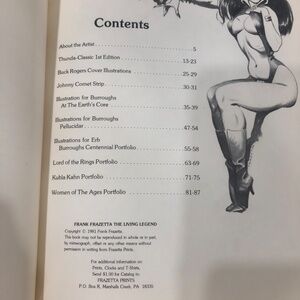 Contents
About the Artist 5
Thunda-Classic 1st Edition 13-23
Buck Rogers Cover Illustrations 25-29
Johnny Comet Strip 30-31
Illustration for Burroughs
At The Earth's Core 35-39
Illustrations for Burroughs
Pellucidar 47-54
Illustrations for Erb
Burroughs Centennial Portfolio 55-58
Lord of the Rings Portfolio 63-69
Kubla Kahn Portfolio 71-75
Women of The Ages Portfolio 81-87
FRANK FRAZETTA THE LIVING LEGEND
Copyright © 1981 Frank Frazetta.
This book may not be reproduced in whole or in part,
by mimeograph, offset or any other means without
permission in writing from Frazetta Prints.
For additional information on
Prints, Clocks and T-Shirts,
Send $1.00 for Catalog to:
FRAZETTA PRINTS
P.O. Box R, Marshalls Creek, PA 18335